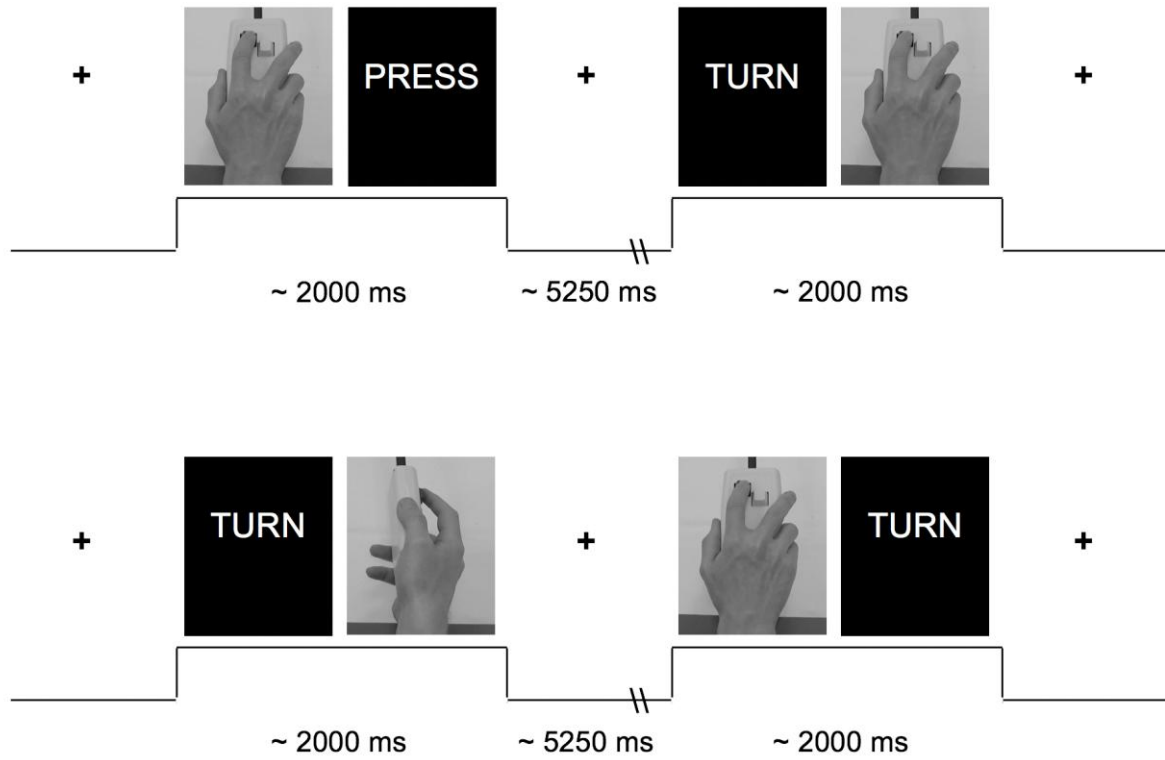 + PRESS + TURN +
~ 2000 ms ~ 5250 ms ~ 2000 ms
+ TURN + TURN +
~ 2000 ms ~ 5250 ms ~ 2000 ms